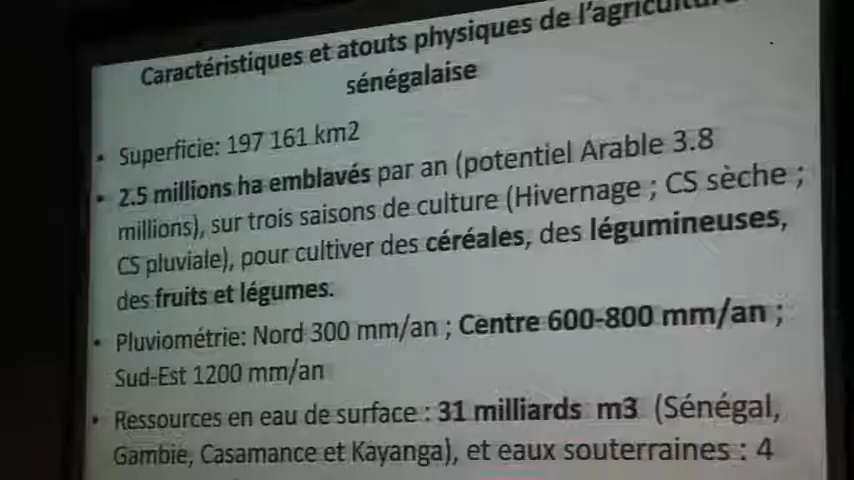 Caractéristiques et atouts physiques de l'agriculture
sénégalaise
• Superficie: 197 161 km2
• 2.5 millions ha emblavés par an (potentiel Arable 3.8
millions), sur trois saisons de culture (Hivernage ; CS sèche ;
CS pluviale), pour cultiver des céréales, des légumineuses,
des fruits et légumes.
• Pluviométrie: Nord 300 mm/an ; Centre 600-800 mm/an ;
Sud-Est 1200 mm/an
• Ressources en eau de surface : 31 milliards m3 (Sénégal,
Gambie, Casamance et Kayanga), et eaux souterraines : 4